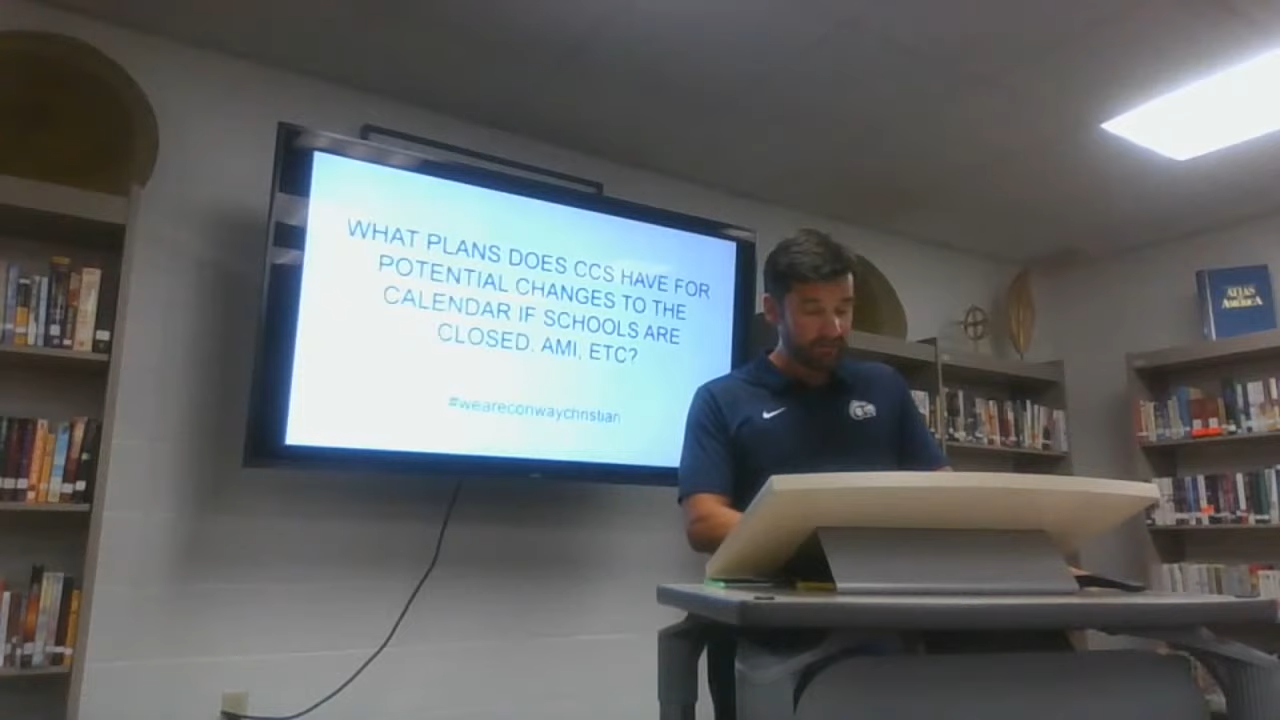 WHAT PLANS DOES CCS HAVE FOR
POTENTIAL CHANGES TO THE
CALENDAR IF SCHOOLS ARE
CLOSED. AMI, ETC?
#weareconwaychristian
ATLAS
of
AMERICA